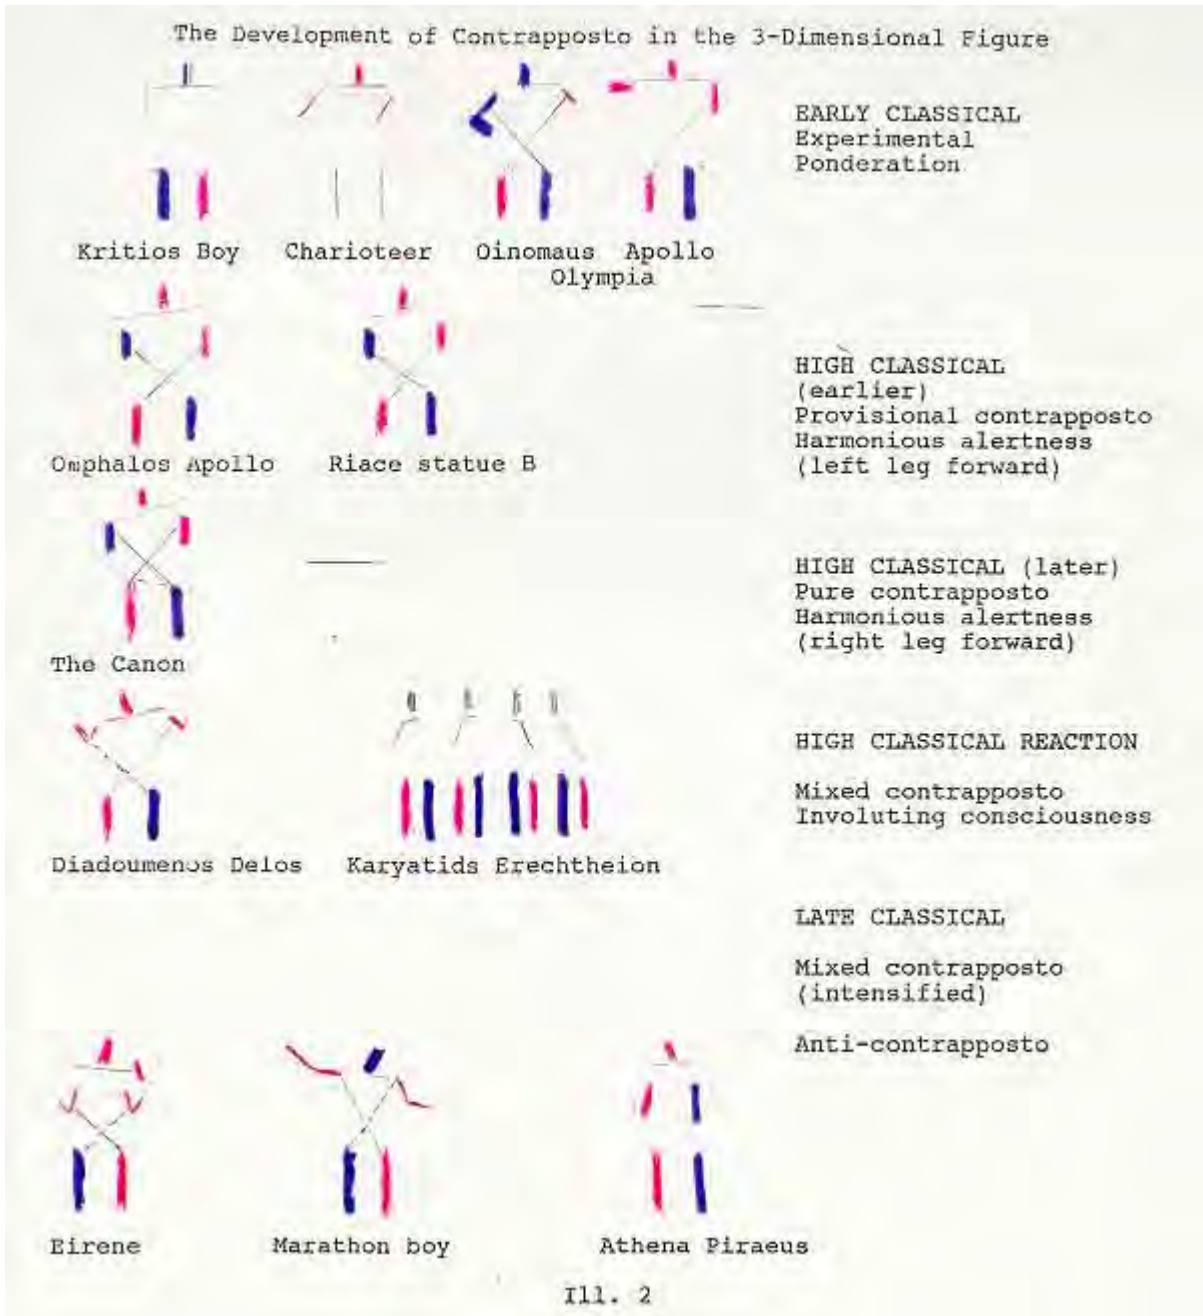 The Development of Contrapposto in the 3-Dimensional Figure
EARLY CLASSICAL
Experimental
Ponderation
Kritios Boy
Charioteer
Oinomaus
Apollo
Olympia
HIGH CLASSICAL
(earlier)
Provisional contrapposto
Harmonious alertness
(left leg forward)
Omphalos Apollo
Riace statue B
HIGH CLASSICAL (later)
Pure contrapposto
Harmonious alertness
(right leg forward)
The Canon
HIGH CLASSICAL REACTION
Mixed contrapposto
Involuting consciousness
Diadoumenos Delos
Karyatids Erechtheion
LATE CLASSICAL
Mixed contrapposto
(intensified)
Anti-contrapposto
Eirene
Marathon boy
Athena Piraeus
Ill. 2